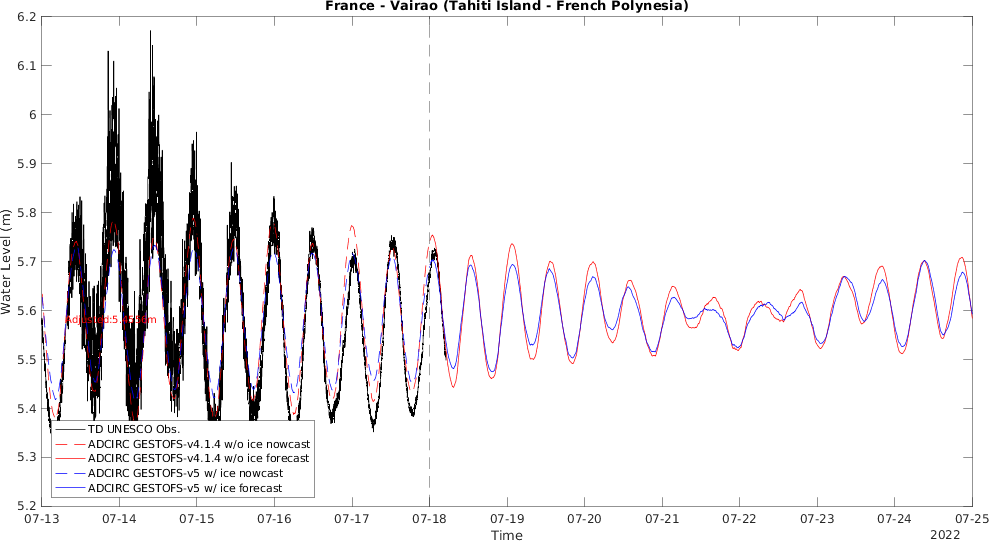 France - Vairao (Tahiti Island - French Polynesia)
6.2
6.1
6
5.9
5.8
5.7
5.6
5.5
5.4
5.3
5.2
Water Level (m)
TD UNESCO Obs.
ADCIRC GESTOFS-v4.1.4 w/o ice nowcast
ADCIRC GESTOFS-v4.1.4 w/o ice forecast
ADCIRC GESTOFS-v5 w/ ice nowcast
ADCIRC GESTOFS-v5 w/ ice forecast
07-13 07-14 07-15 07-16 07-17 07-18 07-19 07-20 07-21 07-22 07-23 07-24 07-25
Time
2022